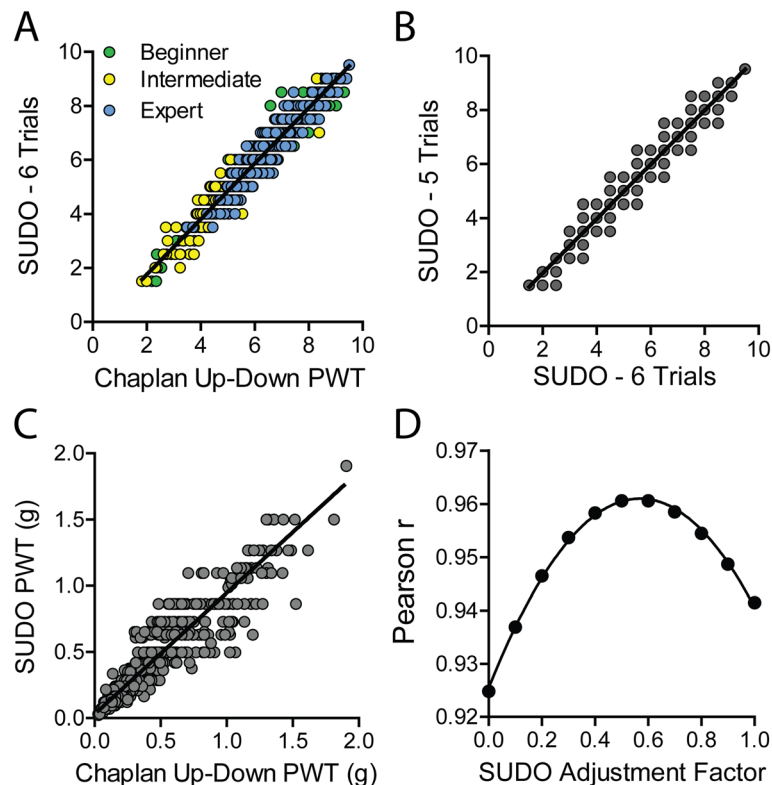 A
10
8
6
4
2
0
SUDO - 6 Trials
Beginner
Intermediate
Expert
0 2 4 6 8 10
Chaplan Up-Down PWT
B
10
8
6
4
2
0
SUDO - 5 Trials
0 2 4 6 8 10
SUDO - 6 Trials
C
2.0
1.5
1.0
0.5
0.0
SUDO PWT (g)
0.0 0.5 1.0 1.5 2.0
Chaplan Up-Down PWT (g)
D
0.97
0.96
0.95
0.94
0.93
0.92
Pearson r
0.0 0.2 0.4 0.6 0.8 1.0
SUDO Adjustment Factor